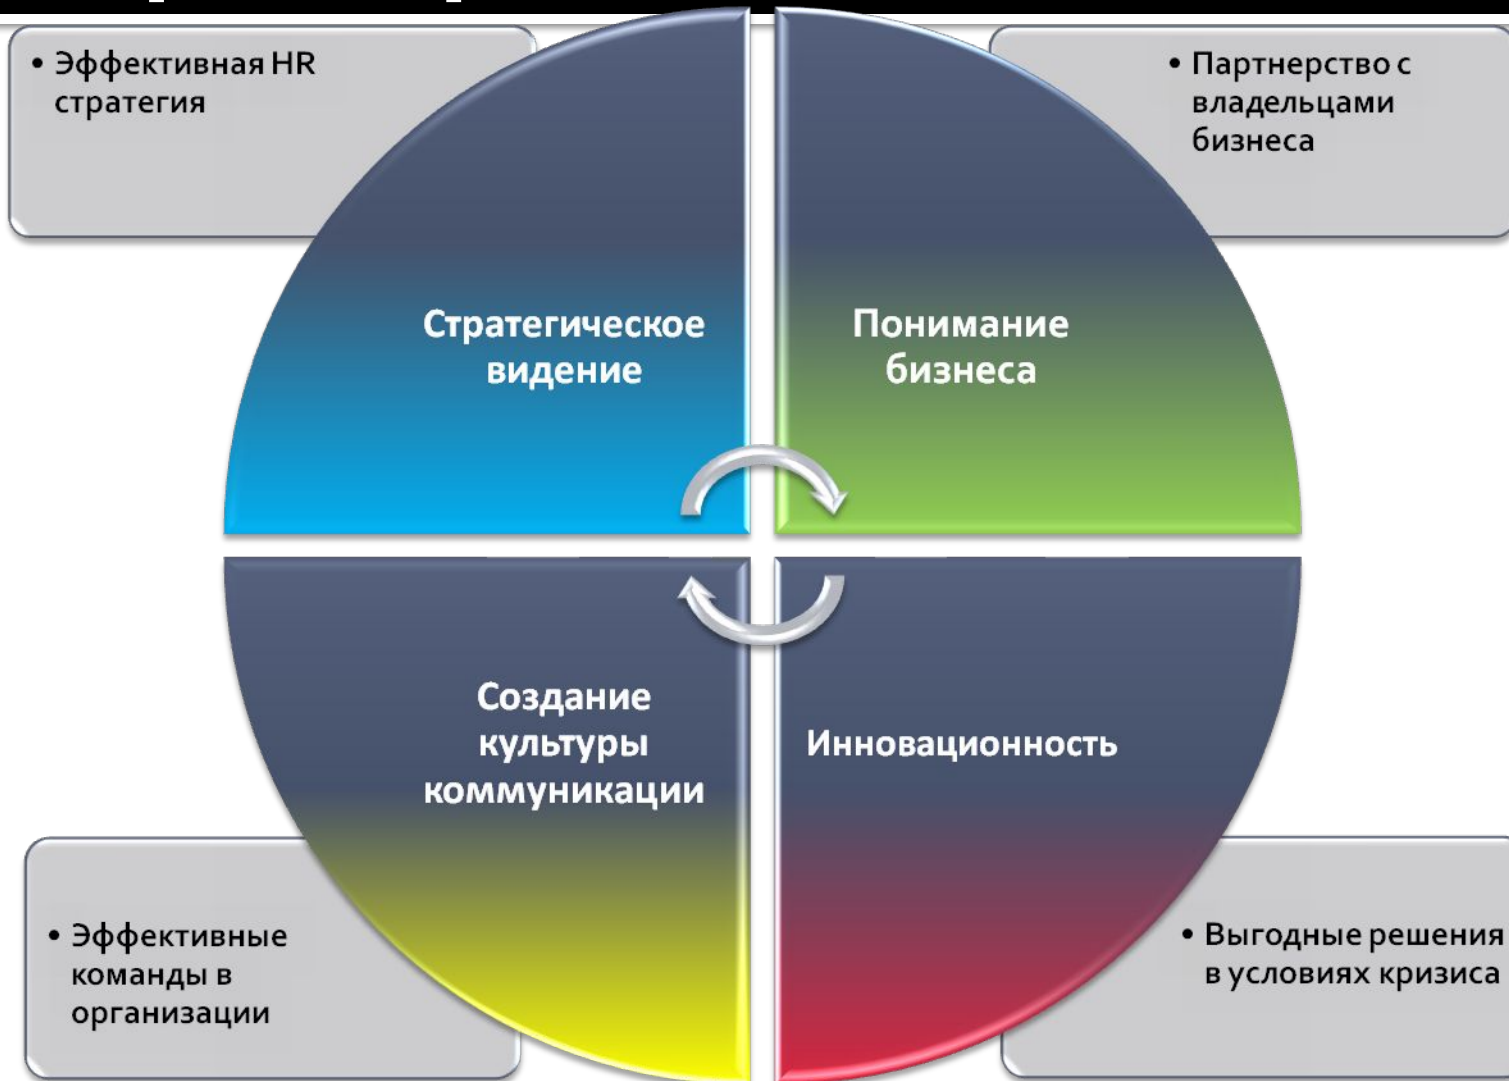 • Эффективная HR
стратегия
• Партнерство с
владельцами
бизнеса
Стратегическое
видение
Понимание
бизнеса
Создание
культуры
коммуникации
Инновационность
• Эффективные
команды в
организации
• Выгодные решения
в условиях кризиса